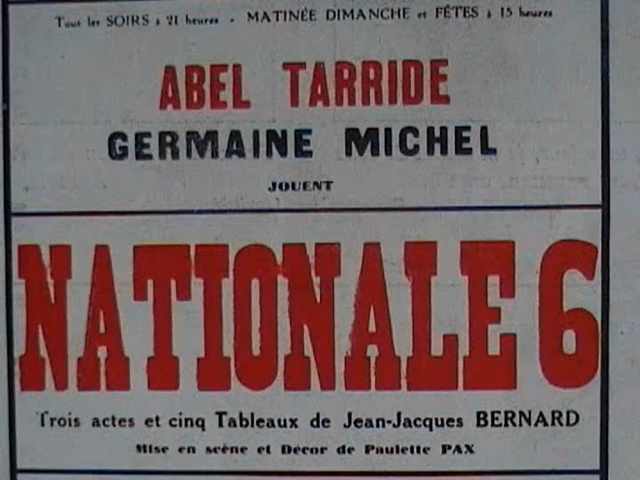 Tous les SOIRS à 21 heures - MATINÉE DIMANCHE et FÊTES à 15 heures
ABEL TARRIDE
GERMAINE MICHEL
JOUENT
NATIONALE 6
Trois actes et cinq Tableaux de Jean-Jacques BERNARD
Mise en scène et Décor de Paulette PAX